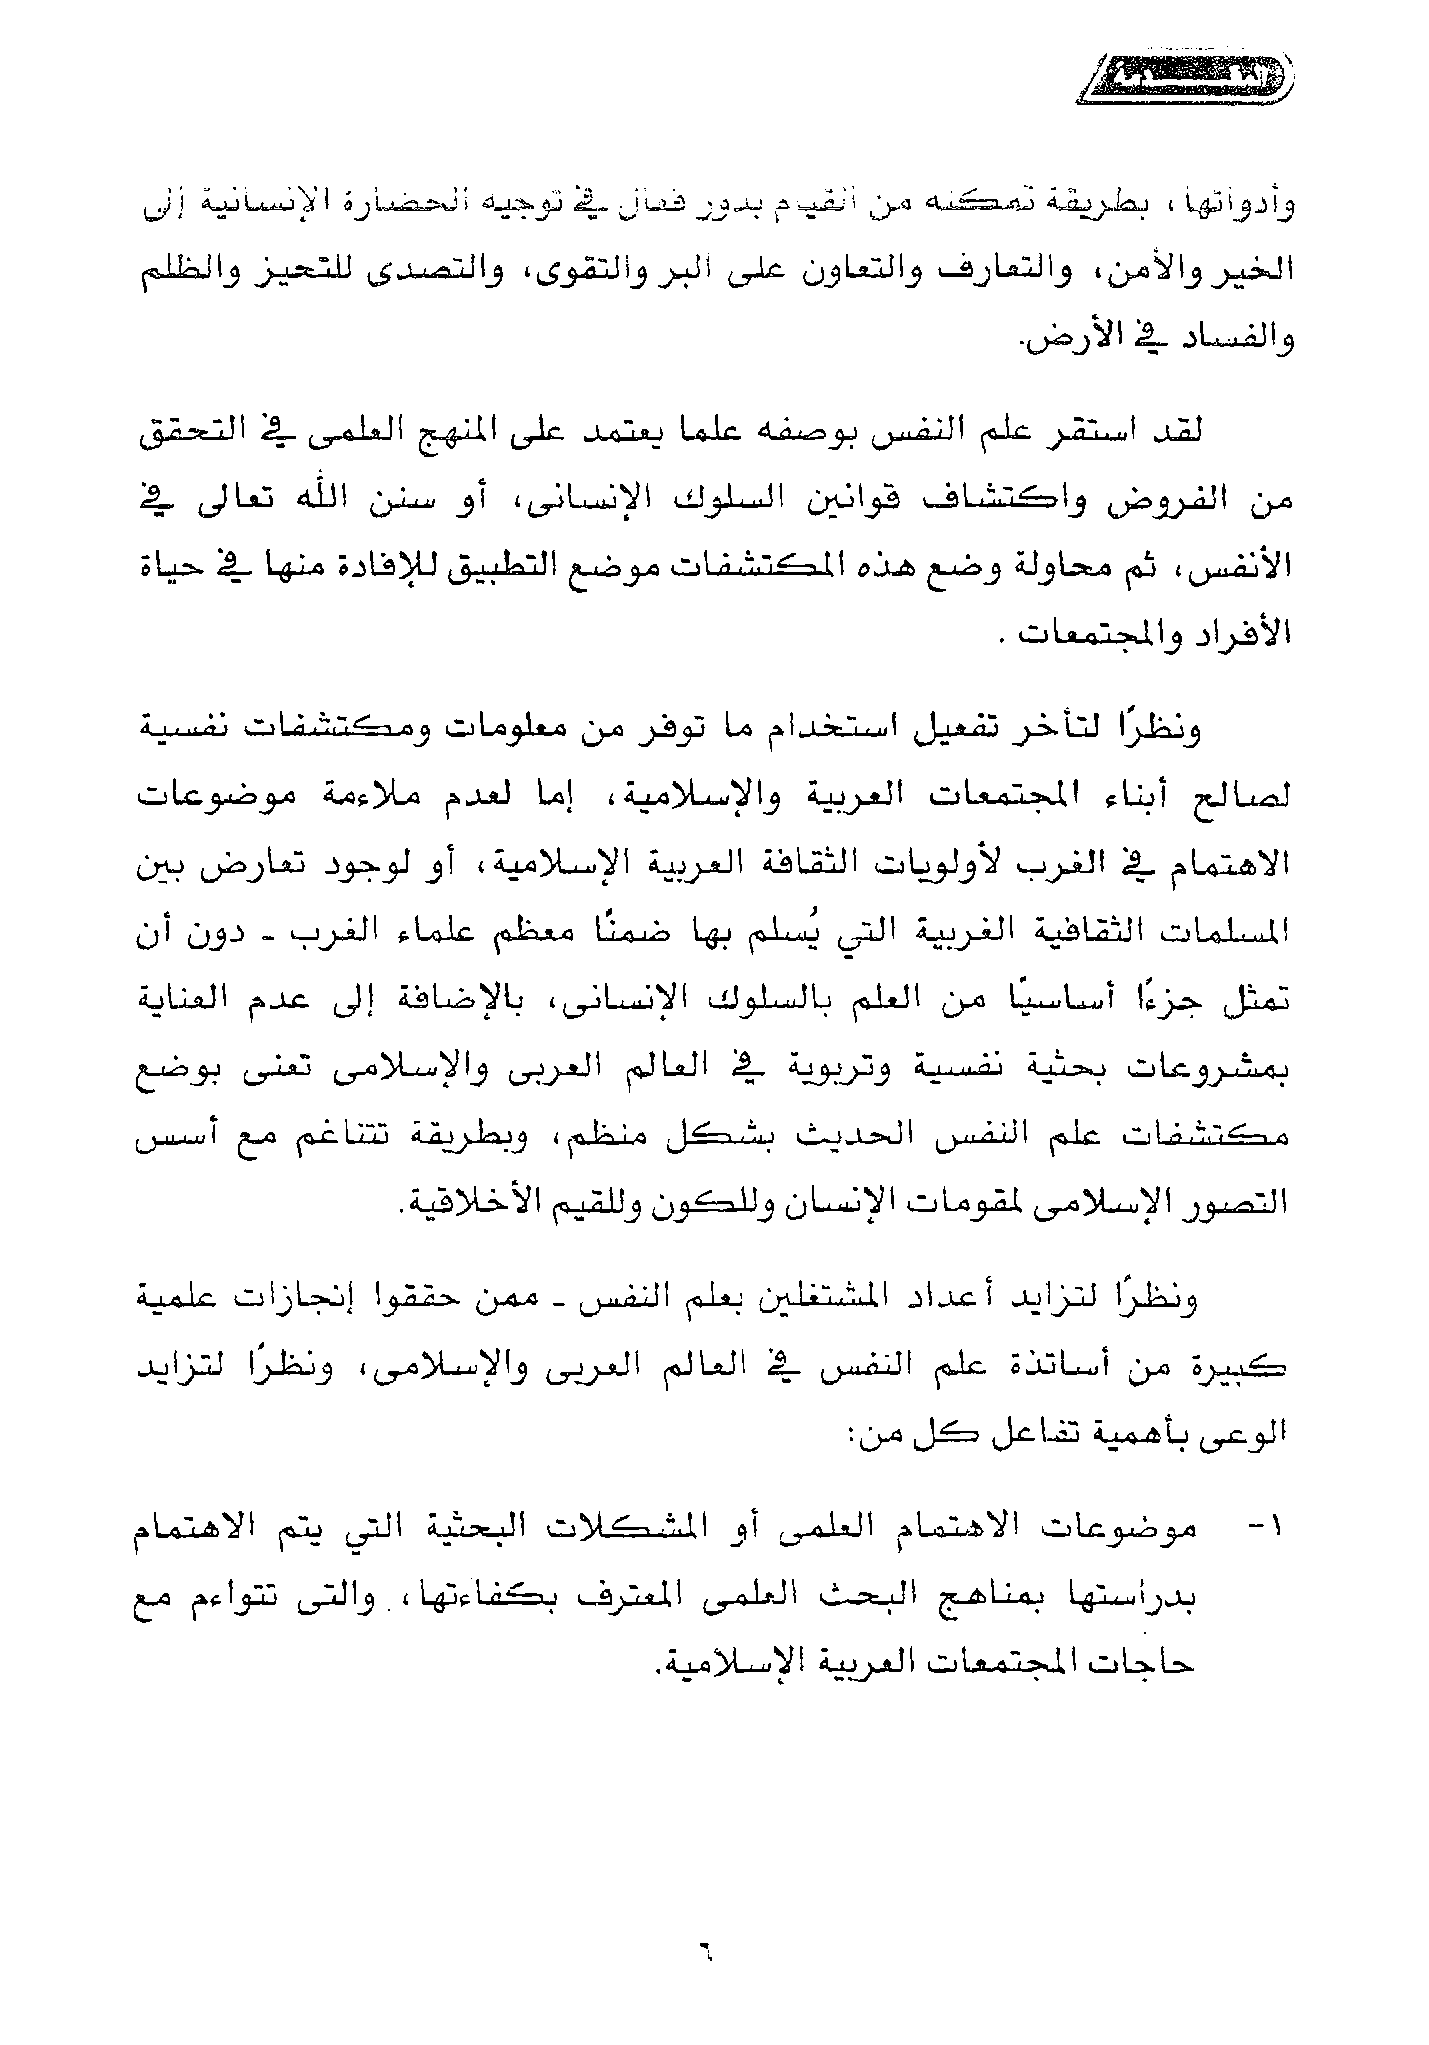 وأدواتها، بطريقة تمكنه من القيام بدور فعال في توجيه الحضارة الإنسانية إلى
الخير والأمن، والتعارف والتعاون على البر والتقوى، والتصدى للتحيز والظلم
والفساد في الأرض.
لقد استقر علم النفس بوصفه علما يعتمد على المنهج العلمى في التحقق
من الفروض واكتشاف قوانين السلوك الإنسانى، أو سنن الله تعالى في
الأنفس، ثم محاولة وضع هذه المكتشفات موضع التطبيق للإفادة منها في حياة
الأفراد والمجتمعات .
ونظرًا لتأخر تفعيل استخدام ما توفر من معلومات ومكتشفات نفسية
لصالح أبناء المجتمعات العربية والإسلامية، إما لعدم ملاءمة موضوعات
الاهتمام في الغرب لأولويات الثقافة العربية الإسلامية، أو لوجود تعارض بين
المسلمات الثقافية الغربية التي يُسلم بها ضمنًا معظم علماء الغرب - دون أن
تمثل جزءًا أساسيًا من العلم بالسلوك الإنسانى، بالإضافة إلى عدم العناية
بمشروعات بحثية نفسية وتربوية في العالم العربى والإسلامى تعنى بوضع
مكتشفات علم النفس الحديث بشكل منظم، وبطريقة تتناغم مع أسس
التصور الإسلامى لمقومات الإنسان وللكون وللقيم الأخلاقية.
ونظرًا لتزايد أعداد المشتغلين بعلم النفس - ممن حققوا إنجازات علمية
كبيرة من أساتذة علم النفس في العالم العربى والإسلامى، ونظرًا لتزايد
الوعى بأهمية تفاعل كل من:
١- موضوعات الاهتمام العلمى أو المشكلات البحثية التي يتم الاهتمام
بدراستها بمناهج البحث العلمى المعترف بكفاءتها، والتى تتواءم مع
حاجات المجتمعات العربية الإسلامية.
٦